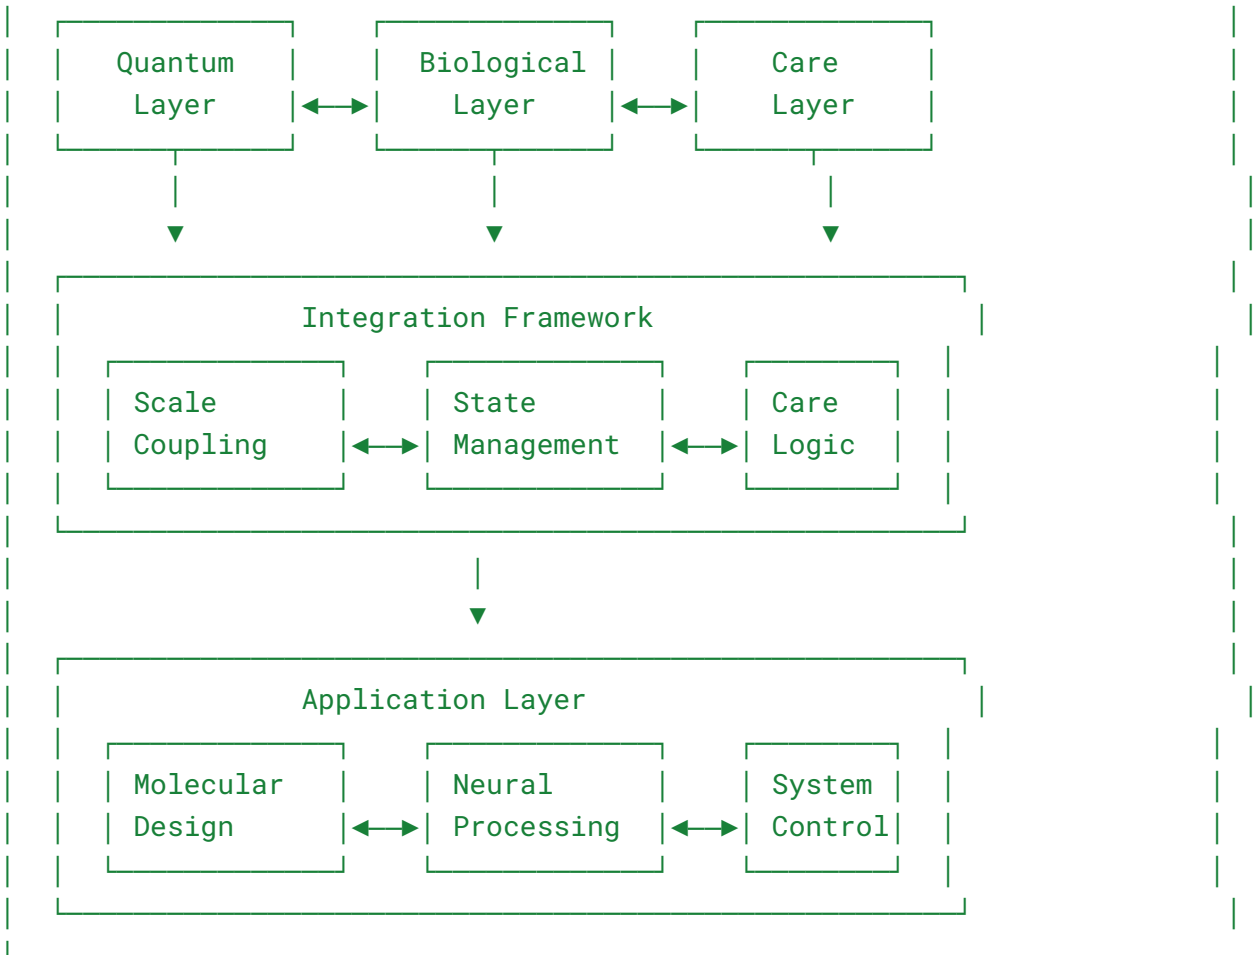 Quantum Biological Care
Layer Layer Layer
Integration Framework
Scale State Care
Coupling Management Logic
Application Layer
Molecular Neural System
Design Processing Control